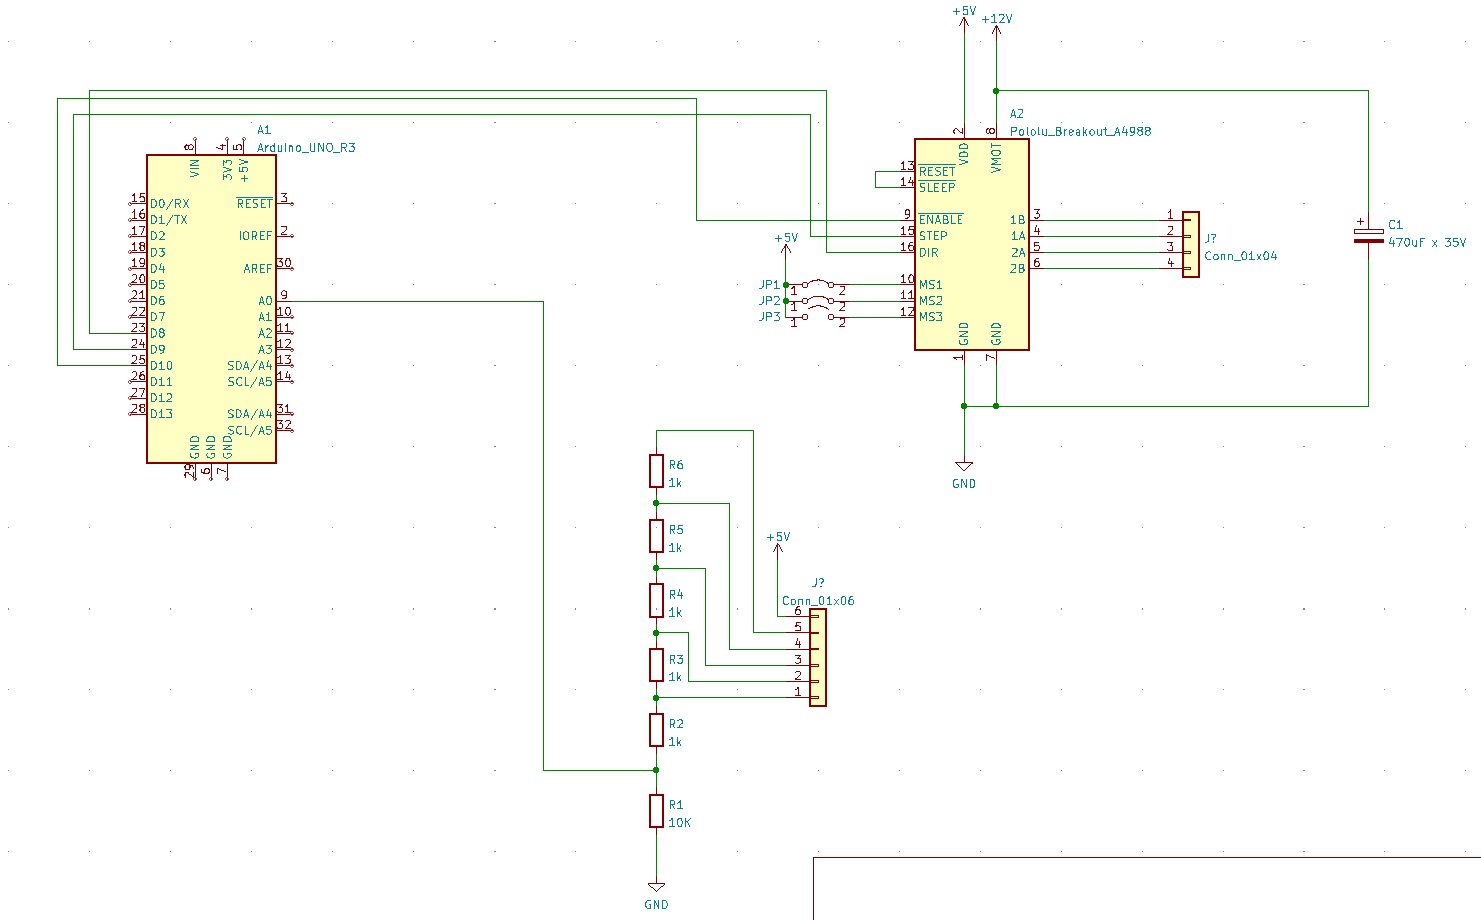 +5V
+12V
A1
Arduino_UNO_R3
8
VIN
4
3V3
5
+5V
15 D0/RX
16 D1/TX
17 D2
18 D3
19 D4
20 D5
21 D6
22 D7
23 D8
24 D9
25 D10
26 D11
27 D12
28 D13
RESET 3
IOREF 2
AREF 30
A0 9
A1 10
A2 11
A3 12
SDA/A4 13
SCL/A5 14
SDA/A4 31
SCL/A5 32
GND
GND
GND
29
6
7
A2
Pololu_Breakout_A4988
2
VDD
8
VMOT
13 RESET
14 SLEEP
9 ENABLE
15 STEP
16 DIR
10 MS1
11 MS2
12 MS3
1B 3
1A 4
2A 5
2B 6
GND
GND
1
7
GND
+5V
JP1 1 2
JP2 1 2
JP3 1 2
1
2
3
4
J?
Conn_01x04
+
C1
470uF x 35V
R6
1k
R5
1k
R4
1k
R3
1k
R2
1k
R1
10K
GND
+5V
J?
Conn_01x06
6
5
4
3
2
1